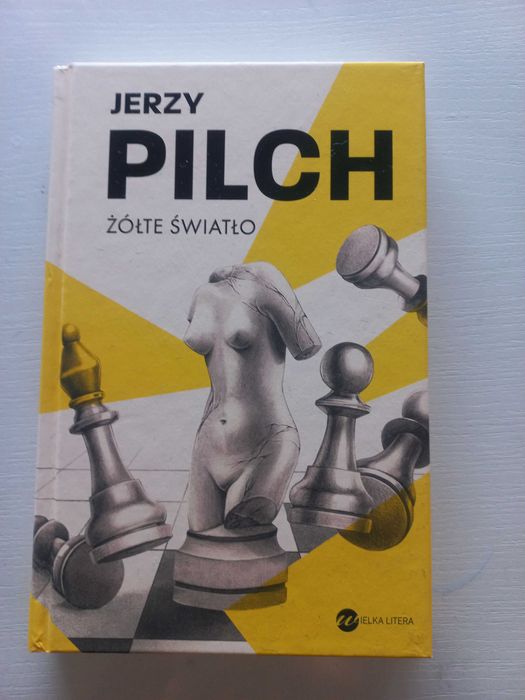 JERZY
PILCH
ŻÓŁTE ŚWIATŁO
WIELKA LITERA